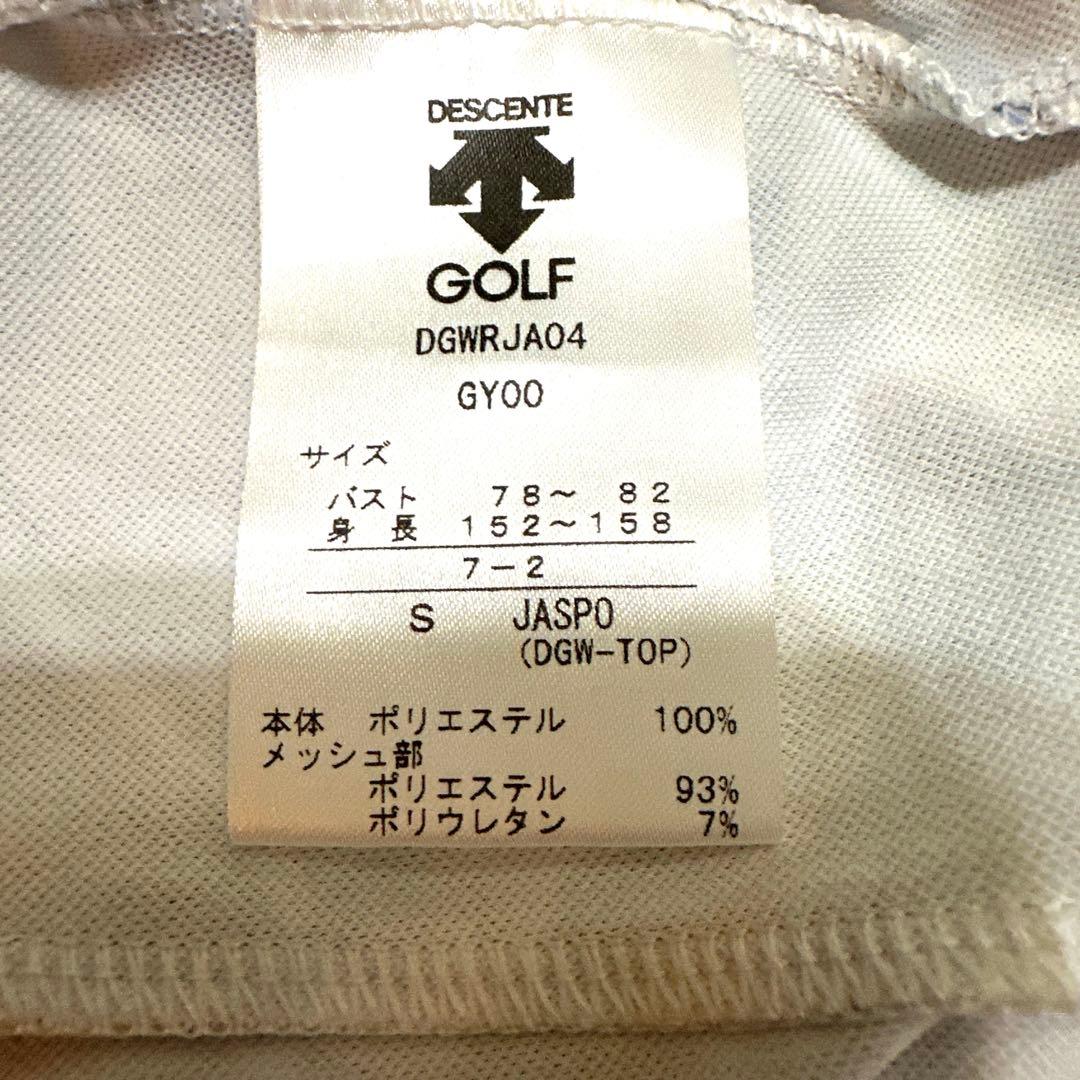 DESCENTE
GOLF
DGWRJA04
GY00
サイズ
バスト 78～ 82
身 長 152～158
7－2
S JASPO
(DGW-TOP)
本体 ポリエステル 100%
メッシュ部
ポリエステル 93%
ポリウレタン 7%